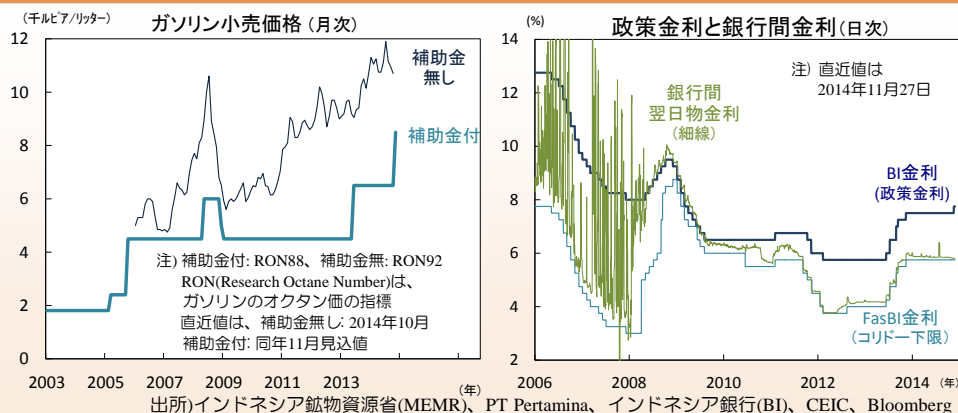 ガソリン小売価格（月次）
（千ルピア/リッター）
12
10
8
6
4
2
0
補助金
無し
補助金付
注) 補助金付: RON88、補助金無: RON92
RON(Research Octane Number)は、
ガソリンのオクタン価の指標
直近値は、補助金無し: 2014年10月
補助金付: 同年11月見込値
2003 2005 2007 2009 2011 2013
（年）
政策金利と銀行間金利(日次）
(%)
14
12
10
8
6
4
2
注) 直近値は
2014年11月27日
銀行間
翌日物金利
（細線）
BI金利
(政策金利)
FasBI金利
（コリドー下限）
2006 2008 2010 2012 2014 (年)
出所)インドネシア鉱物資源省(MEMR)、PT Pertamina、インドネシア銀行(BI)、CEIC、Bloomberg